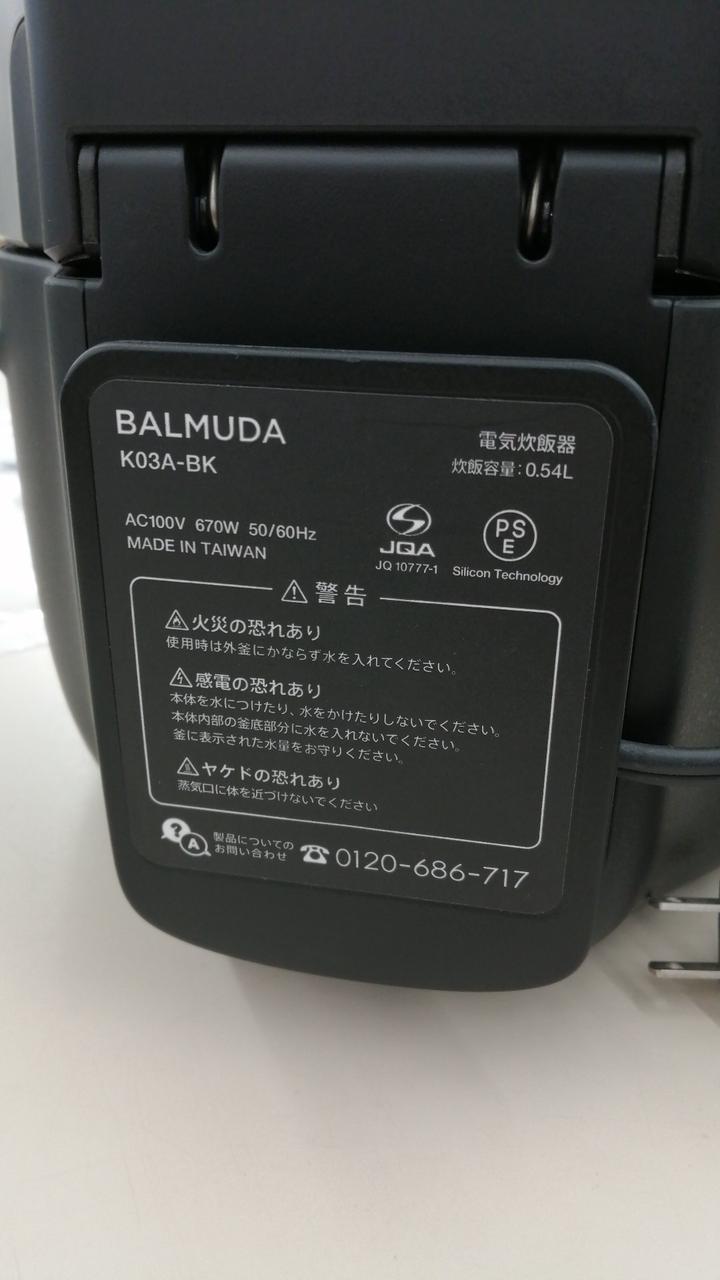 BALMUDA
K03A-BK
電気炊飯器
炊飯容量:0.54L
AC100V 670W 50/60Hz
MADE IN TAIWAN
JQA
JQ 10777-1
PS
E
Silicon Technology
警告
火災の恐れあり
使用時は外釜にかならず水を入れてください。
感電の恐れあり
本体を水につけたり、水をかけたりしないでください。
本体内部の釜底部分に水を入れないでください。
釜に表示された水量をお守りください。
ヤケドの恐れあり
蒸気口に体を近づけないでください
? A
製品についての
お問い合わせ
0120-686-717